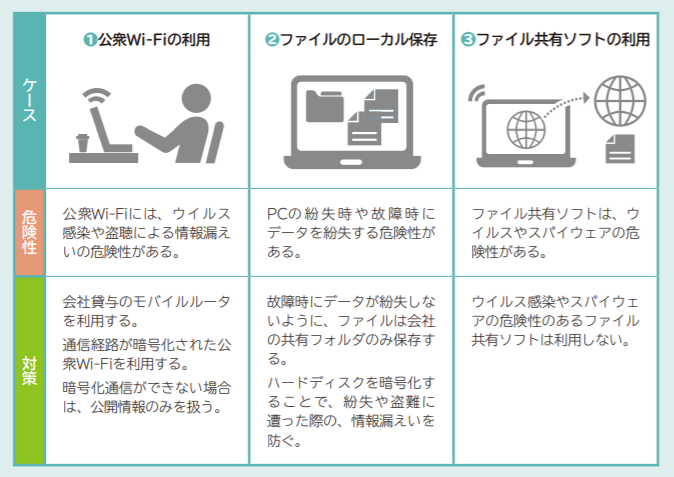 ケース
❶公衆Wi-Fiの利用
❷ファイルのローカル保存
❸ファイル共有ソフトの利用
危険性
公衆Wi-Fiには、ウイルス
感染や盗聴による情報漏え
いの危険性がある。
PCの紛失時や故障時に
データを紛失する危険性が
ある。
ファイル共有ソフトは、ウ
イルスやスパイウェアの危
険性がある。
対策
会社貸与のモバイルルータ
を利用する。
通信経路が暗号化された公
衆Wi-Fiを利用する。
暗号化通信ができない場合
は、公開情報のみを扱う。
故障時にデータが紛失しな
いように、ファイルは会社
の共有フォルダのみ保存す
る。
ハードディスクを暗号化す
ることで、紛失や盗難に
遭った際の、情報漏えいを
防ぐ。
ウイルス感染やスパイウェ
アの危険性のあるファイル
共有ソフトは利用しない。